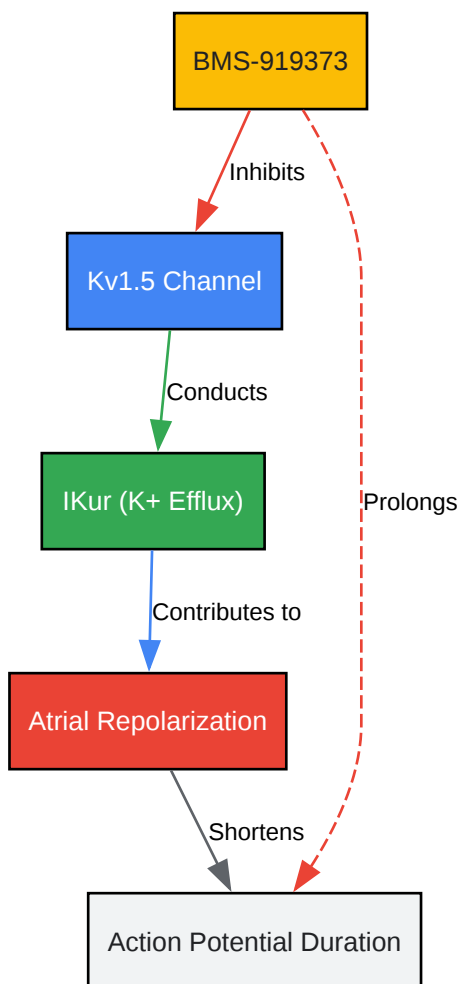 BMS-919373
Inhibits
Kv1.5 Channel
Conducts
IKur (K+ Efflux)
Prolongs
Contributes to
Atrial Repolarization
Shortens
Action Potential Duration